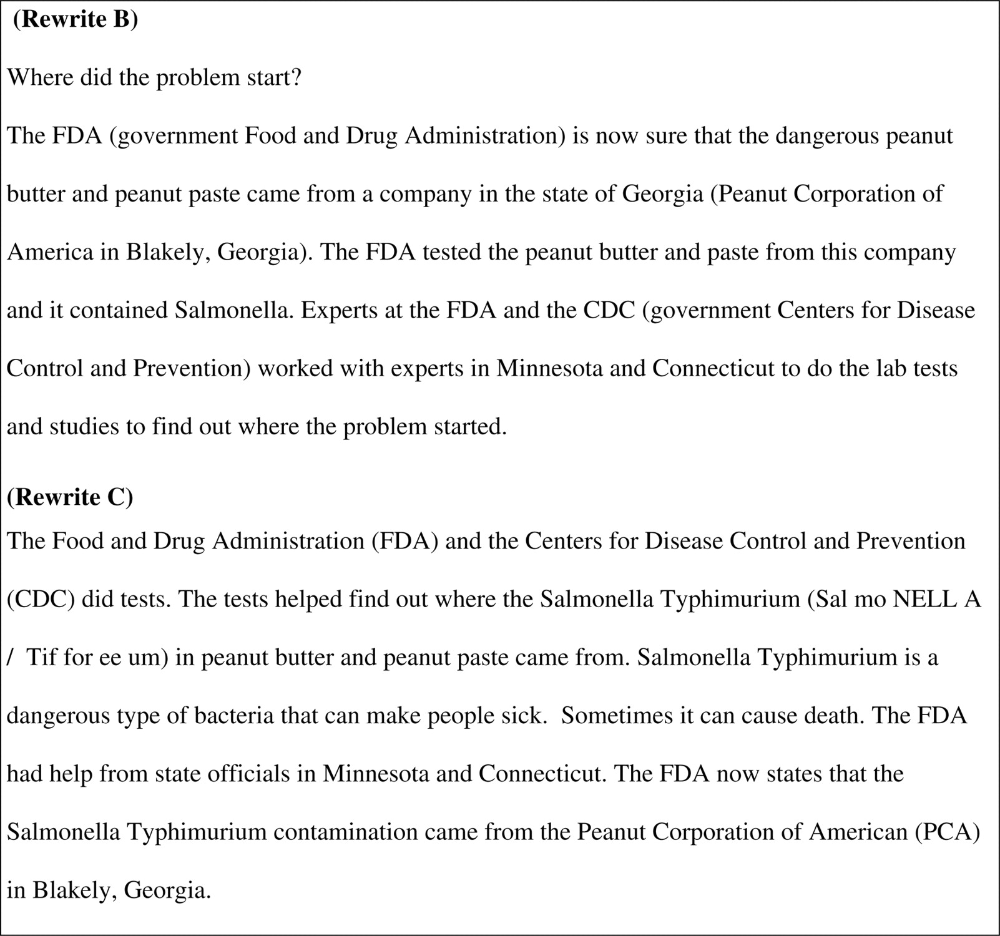 (Rewrite B)
Where did the problem start?
The FDA (government Food and Drug Administration) is now sure that the dangerous peanut
butter and peanut paste came from a company in the state of Georgia (Peanut Corporation of
America in Blakely, Georgia). The FDA tested the peanut butter and paste from this company
and it contained Salmonella. Experts at the FDA and the CDC (government Centers for Disease
Control and Prevention) worked with experts in Minnesota and Connecticut to do the lab tests
and studies to find out where the problem started.
(Rewrite C)
The Food and Drug Administration (FDA) and the Centers for Disease Control and Prevention
(CDC) did tests. The tests helped find out where the Salmonella Typhimurium (Sal mo NELL A
/  Tif for ee um) in peanut butter and peanut paste came from. Salmonella Typhimurium is a
dangerous type of bacteria that can make people sick.  Sometimes it can cause death. The FDA
had help from state officials in Minnesota and Connecticut. The FDA now states that the
Salmonella Typhimurium contamination came from the Peanut Corporation of American (PCA)
in Blakely, Georgia.